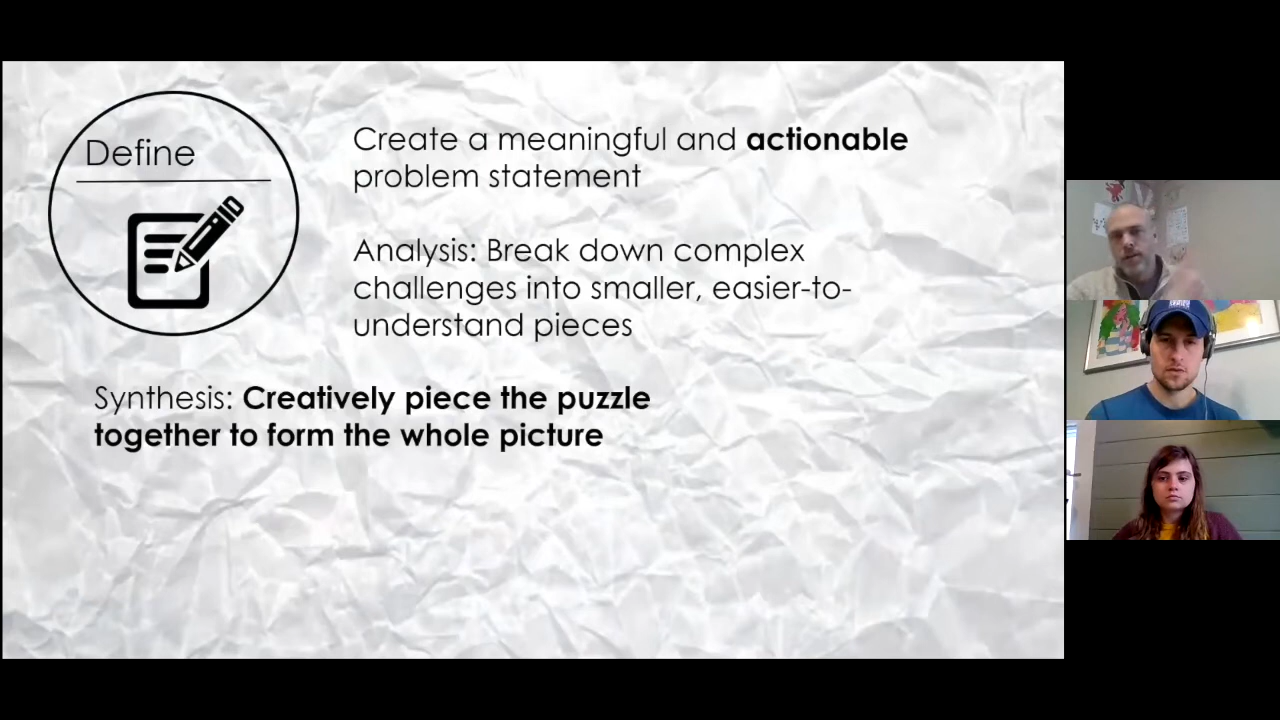 Define
Create a meaningful and actionable
problem statement
Analysis: Break down complex
challenges into smaller, easier-to-
understand pieces
Synthesis: Creatively piece the puzzle
together to form the whole picture